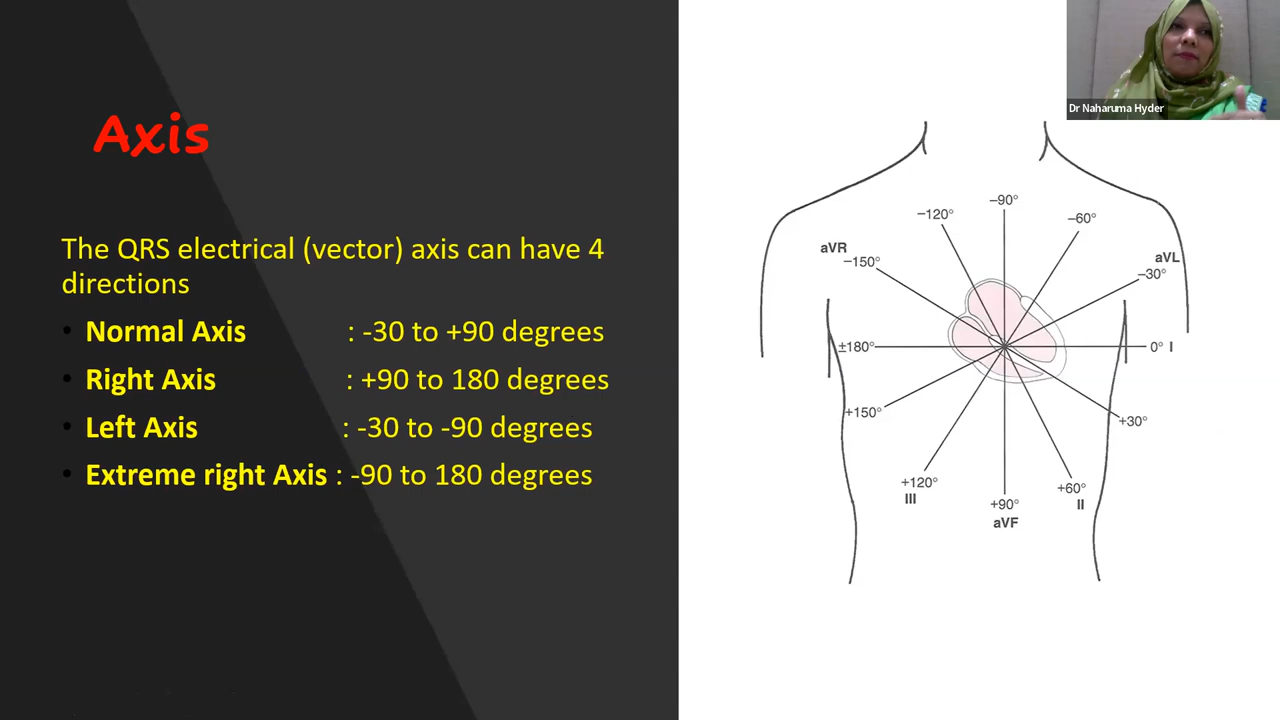 Axis
The QRS electrical (vector) axis can have 4
directions
• Normal Axis : -30 to +90 degrees
• Right Axis : +90 to 180 degrees
• Left Axis : -30 to -90 degrees
• Extreme right Axis : -90 to 180 degrees
Dr Naharuma Hyder
–90°
–120°
–60°
aVR
–150°
aVL
–30°
±180°
0° I
+150°
+30°
+120°
III
+60°
II
+90°
aVF